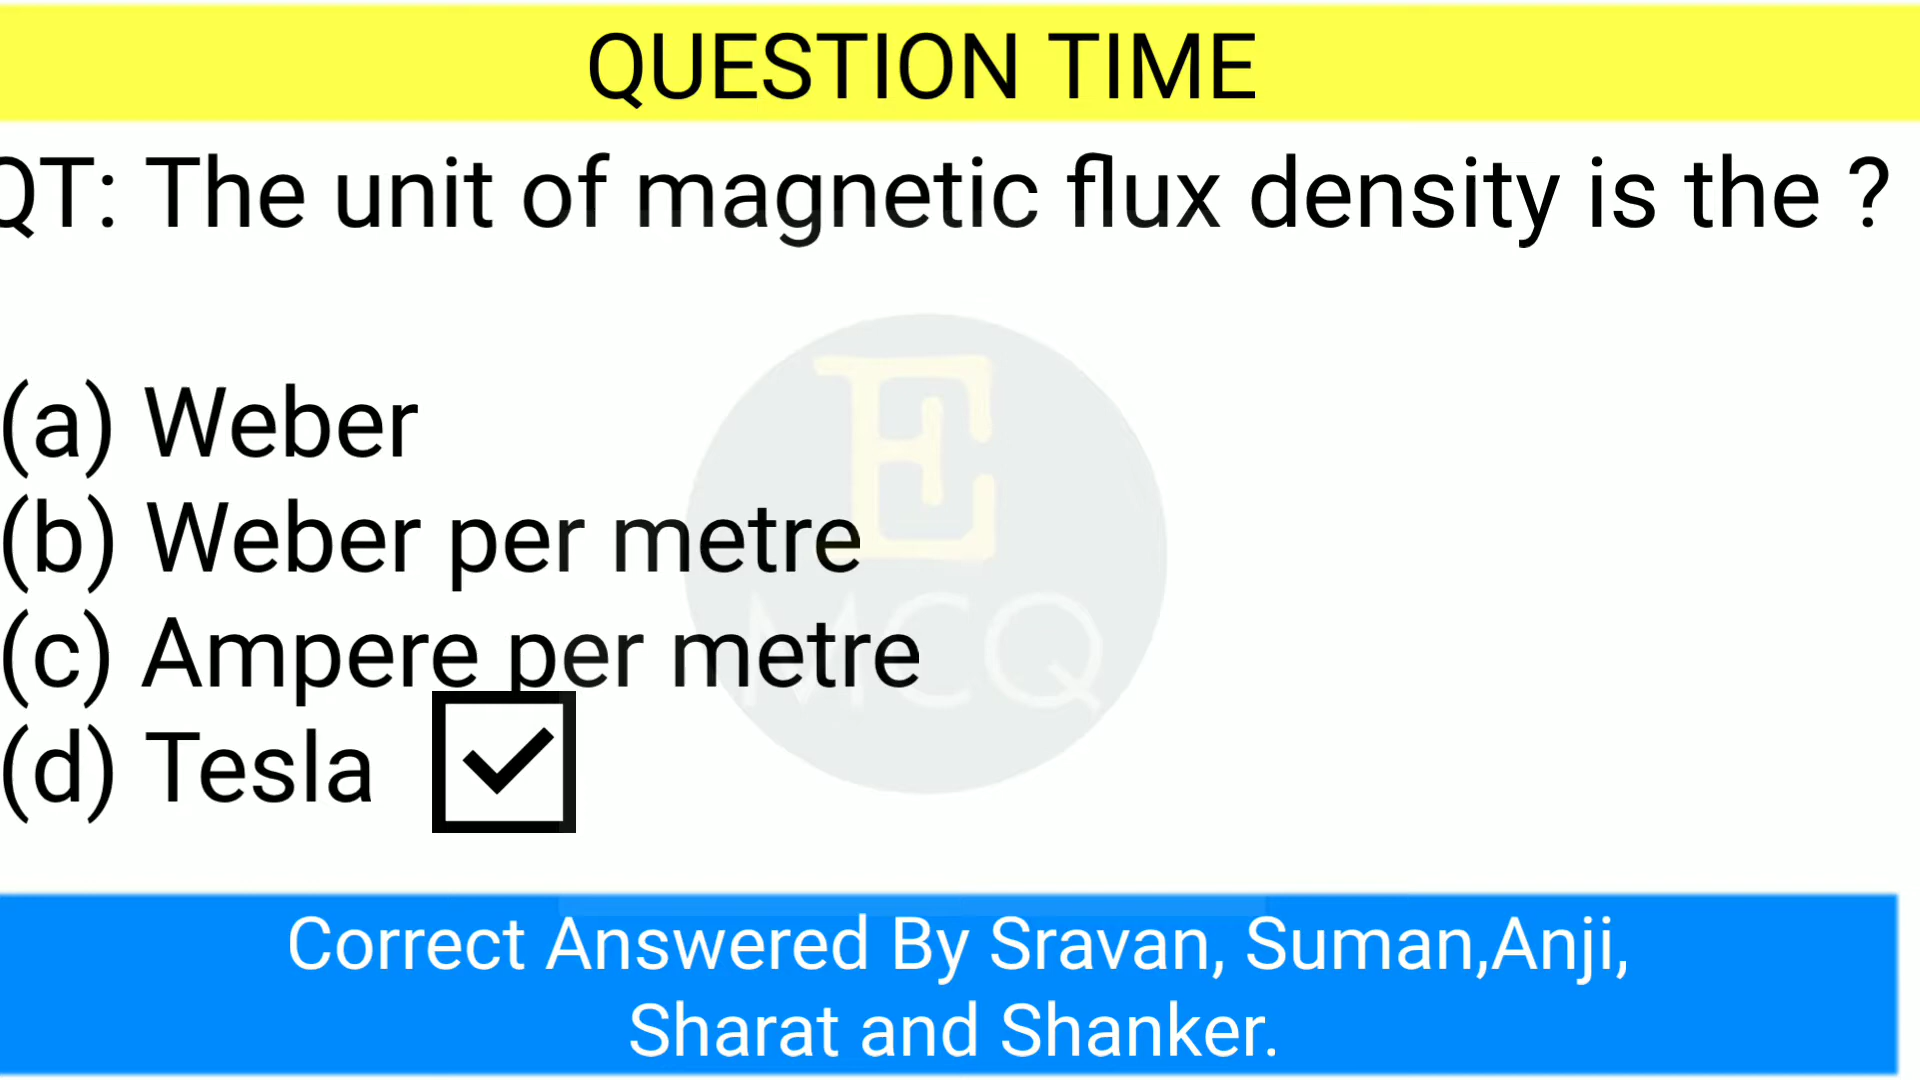 QUESTION TIME
QT: The unit of magnetic flux density is the ?
(a) Weber
(b) Weber per metre
(c) Ampere per metre
(d) Tesla
E
MCQ
Correct Answered By Sravan, Suman,Anji,
Sharat and Shanker.